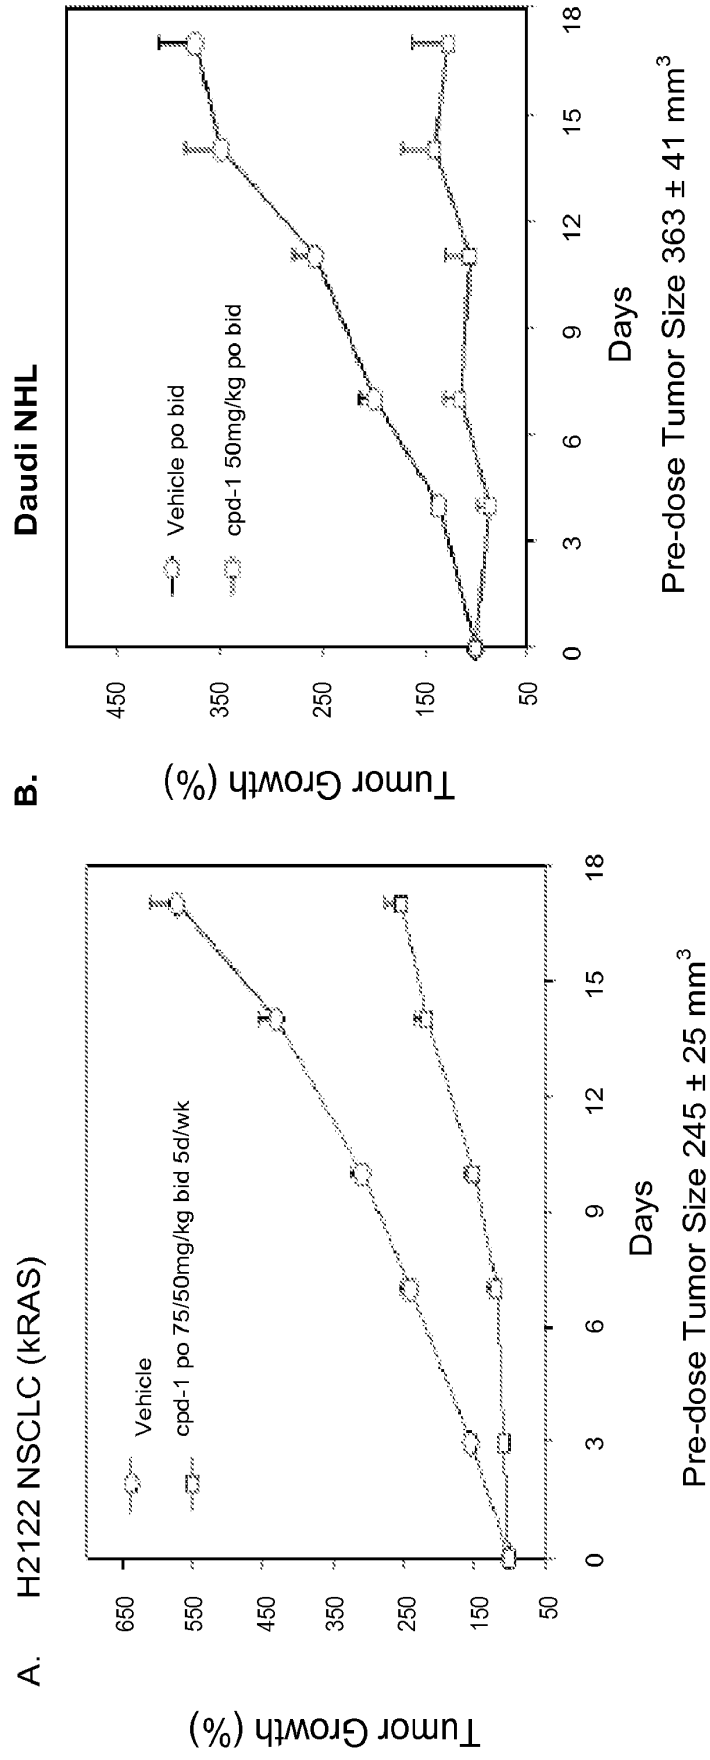 A. H2122 NSCLC (kRAS)
Tumor Growth (%)
650
550
450
350
250
150
50
Vehicle
cpd-1 po 75/50mg/kg bid 5d/wk
0 3 6 9 12 15 18
Days
Pre-dose Tumor Size 245 ± 25 mm³
B. Daudi NHL
Tumor Growth (%)
450
350
250
150
50
Vehicle po bid
cpd-1 50mg/kg po bid
0 3 6 9 12 15 18
Days
Pre-dose Tumor Size 363 ± 41 mm³